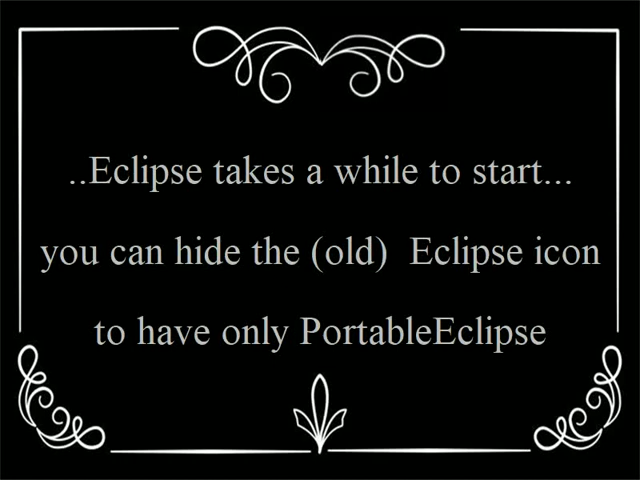 ..Eclipse takes a while to start...
you can hide the (old)  Eclipse icon
to have only PortableEclipse